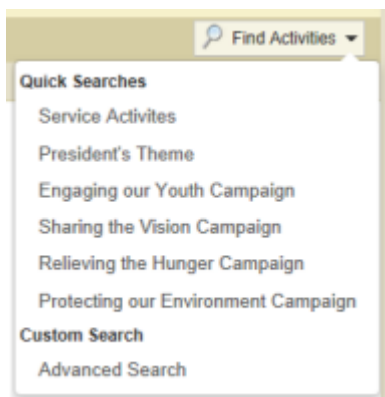 Find Activities
Quick Searches
Service Activites
President's Theme
Engaging our Youth Campaign
Sharing the Vision Campaign
Relieving the Hunger Campaign
Protecting our Environment Campaign
Custom Search
Advanced Search